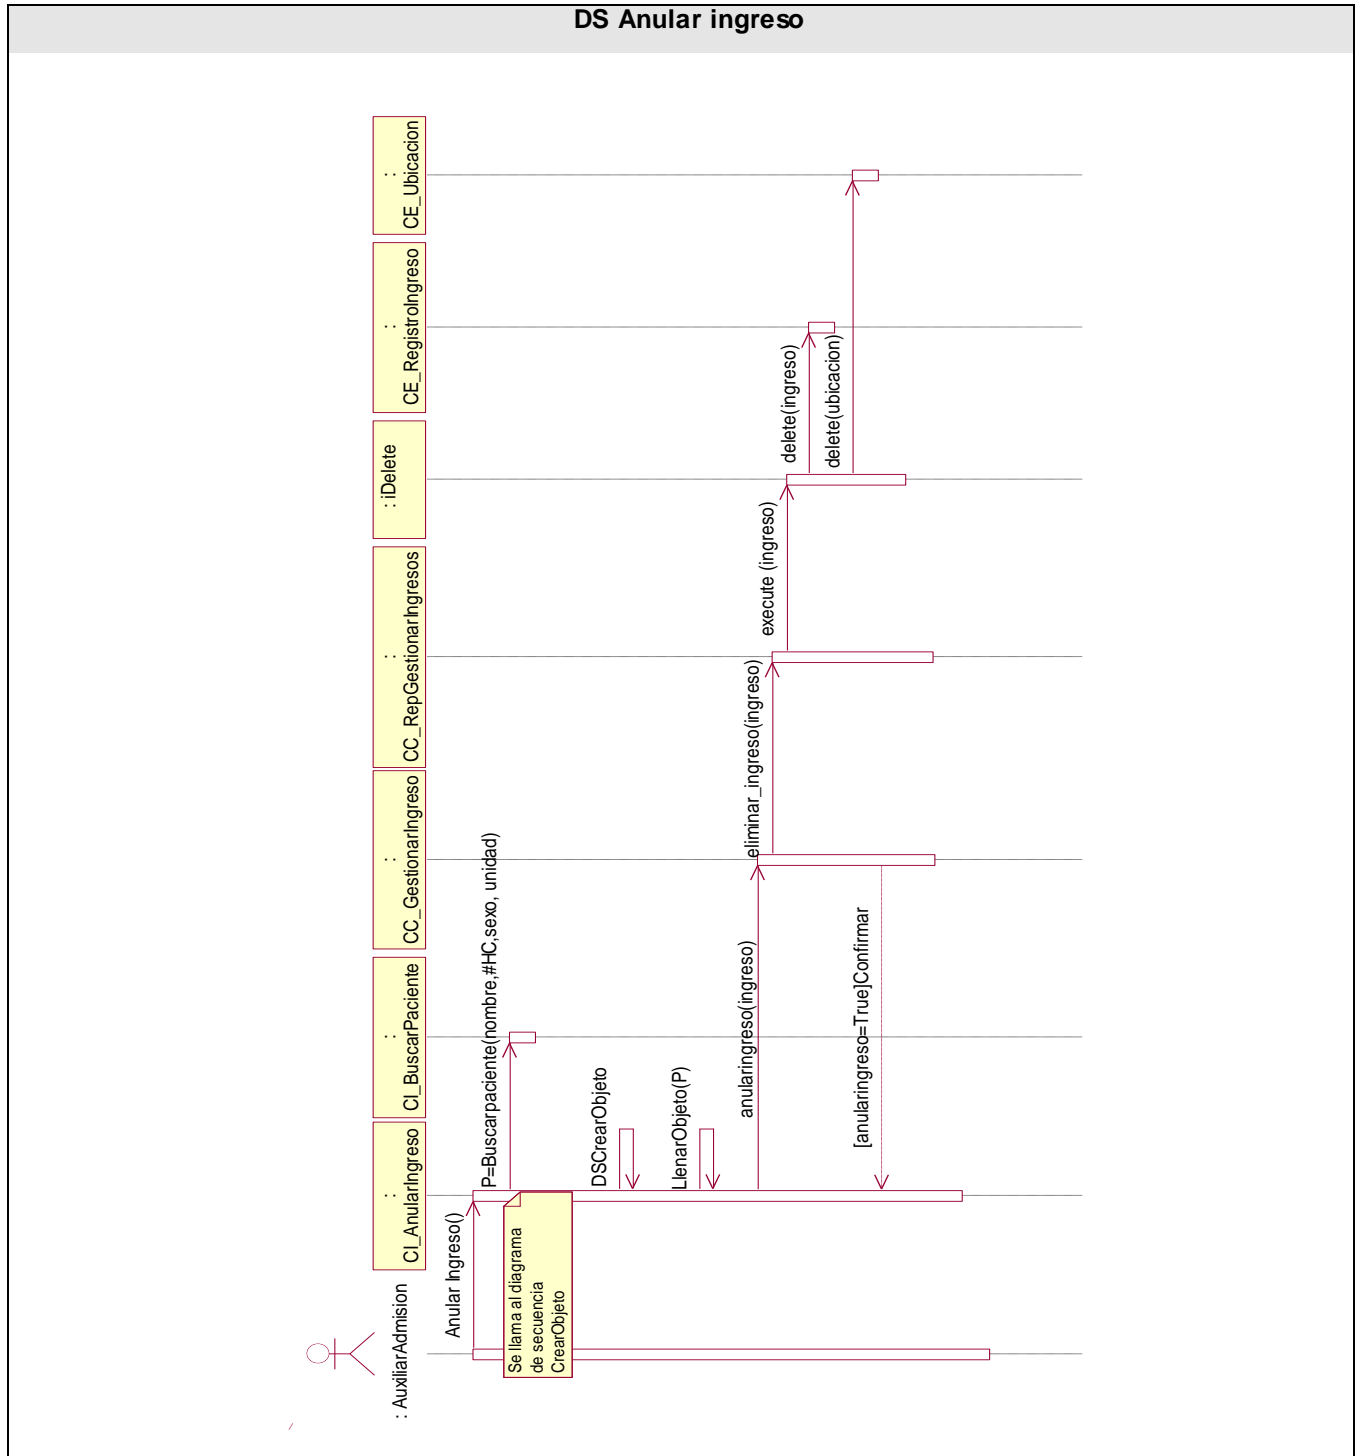 DS Anular ingreso
: AuxiliarAdmision
:
CI_AnularIngreso
:
CI_BuscarPaciente
:
CC_GestionarIngreso
:
CC_RepGestionarIngresos
: iDelete
:
CE_RegistroIngreso
:
CE_Ubicacion
Anular Ingreso()
P=Buscarpaciente(nombre,#HC,sexo, unidad)
Se llama al diagrama
de secuencia
CrearObjeto
DSCrearObjeto
LlenarObjeto(P)
anularingreso(ingreso)
eliminar_ingreso(ingreso)
execute (ingreso)
delete(ingreso)
delete(ubicacion)
[anularingreso=True]Confirmar